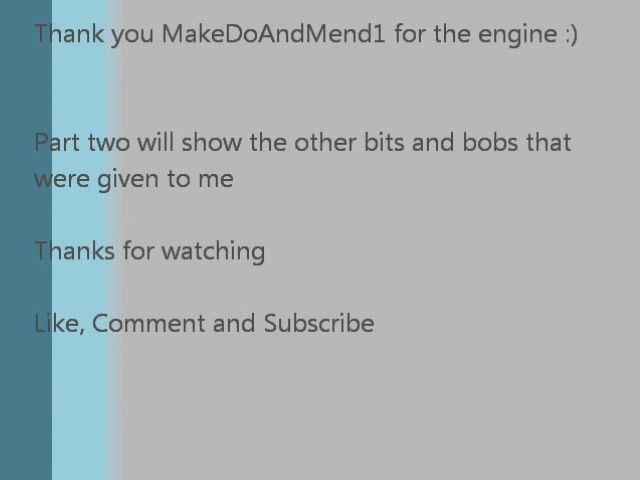 Thank you MakeDoAndMend1 for the engine :)
Part two will show the other bits and bobs that
were given to me
Thanks for watching
Like, Comment and Subscribe